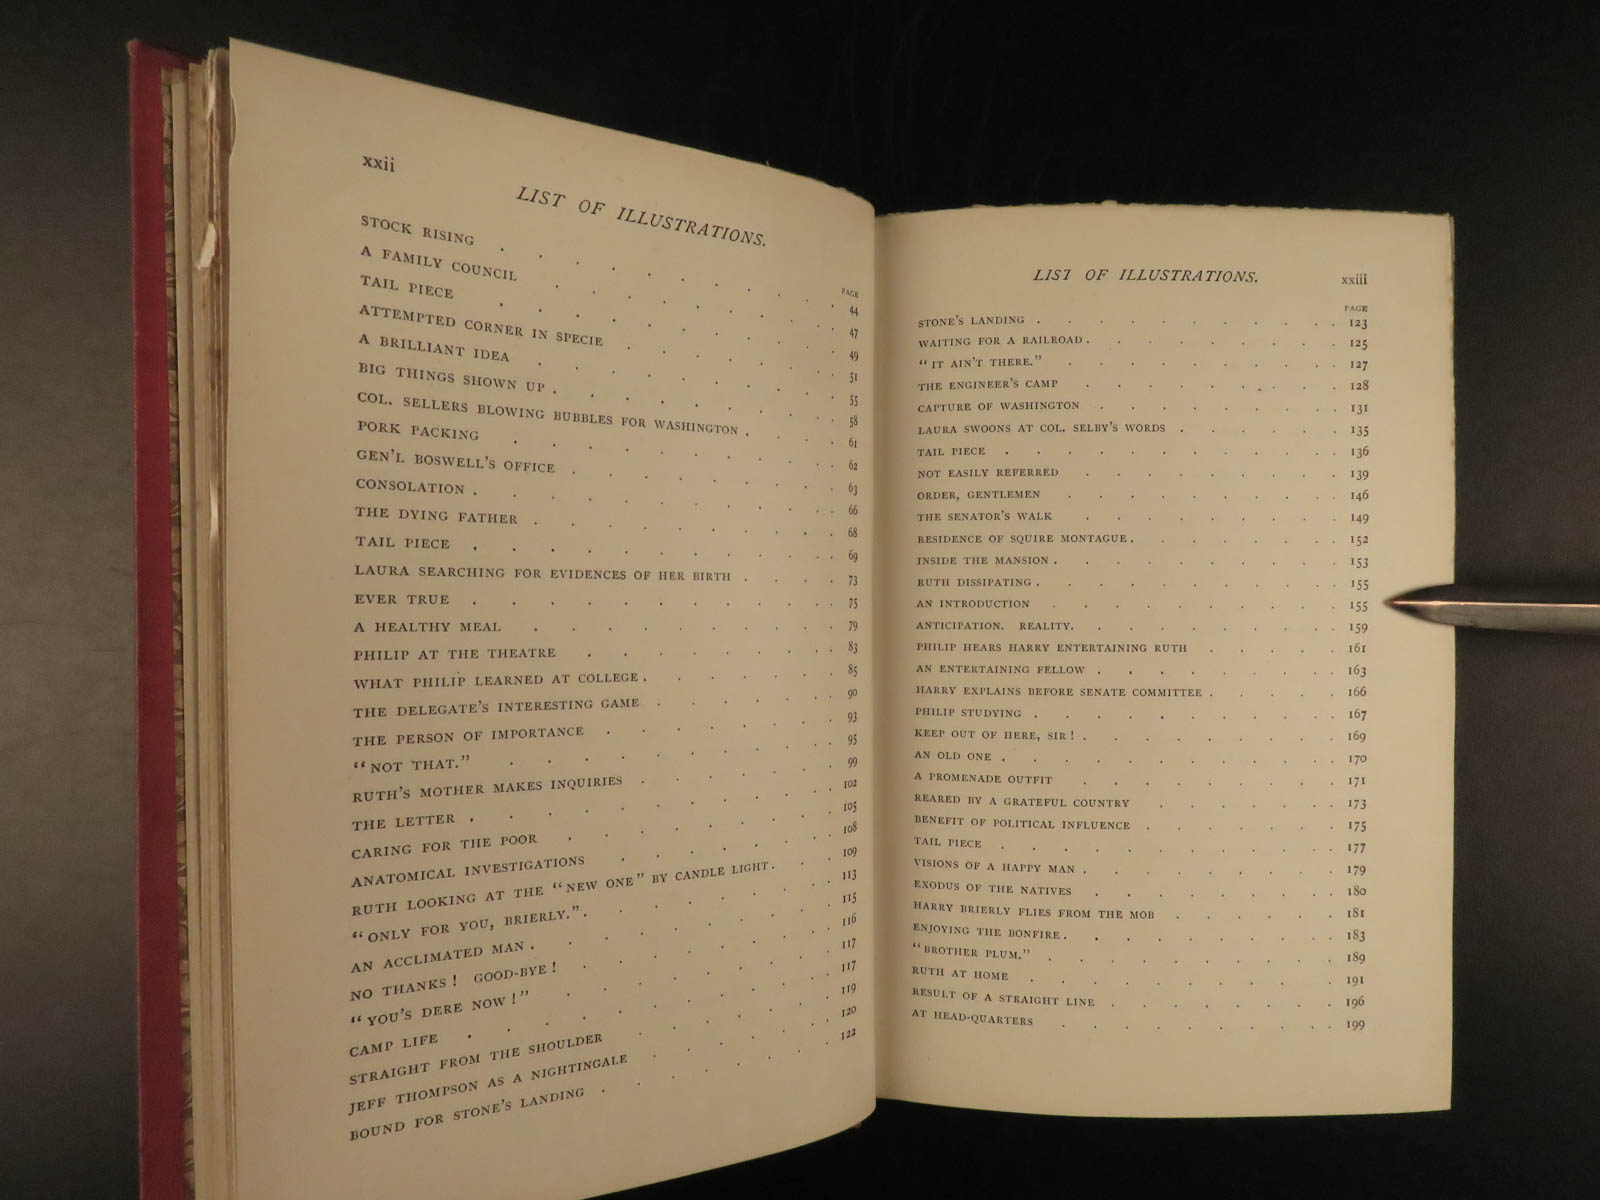 xxii
LIST OF ILLUSTRATIONS.
PAGE
STOCK RISING . . . . . . . . . . 44
A FAMILY COUNCIL . . . . . . . . . 47
TAIL PIECE . . . . . . . . . . 49
ATTEMPTED CORNER IN SPECIE . . . . . . 51
A BRILLIANT IDEA . . . . . . . . . 55
BIG THINGS SHOWN UP . . . . . . . . 58
COL. SELLERS BLOWING BUBBLES FOR WASHINGTON . . . . 61
PORK PACKING . . . . . . . . . 62
GEN'L BOSWELL'S OFFICE . . . . . . . . 63
CONSOLATION . . . . . . . . . . 66
THE DYING FATHER . . . . . . . . . 68
TAIL PIECE . . . . . . . . . . 69
LAURA SEARCHING FOR EVIDENCES OF HER BIRTH . . . . 73
EVER TRUE . . . . . . . . . . 75
A HEALTHY MEAL . . . . . . . . . 79
PHILIP AT THE THEATRE . . . . . . . . 83
WHAT PHILIP LEARNED AT COLLEGE . . . . . . 85
THE DELEGATE'S INTERESTING GAME . . . . . . 90
THE PERSON OF IMPORTANCE . . . . . . . 93
"NOT THAT." . . . . . . . . . 95
RUTH'S MOTHER MAKES INQUIRIES . . . . . . 99
THE LETTER . . . . . . . . . . 102
CARING FOR THE POOR . . . . . . . . 105
ANATOMICAL INVESTIGATIONS . . . . . . . 108
RUTH LOOKING AT THE "NEW ONE" BY CANDLE LIGHT . . . 109
"ONLY FOR YOU, BRIERLY." . . . . . . . 113
AN ACCLIMATED MAN . . . . . . . . . 115
NO THANKS! GOOD-BYE! . . . . . . . . 116
"YOU'S DERE NOW!" . . . . . . . . 117
CAMP LIFE . . . . . . . . . . 117
STRAIGHT FROM THE SHOULDER . . . . . . 119
JEFF THOMPSON AS A NIGHTINGALE . . . . . . 120
BOUND FOR STONE'S LANDING . . . . . . . 122
LIST OF ILLUSTRATIONS. xxiii
PAGE
STONE'S LANDING . . . . . . . . . . 123
WAITING FOR A RAILROAD . . . . . . . . . 125
"IT AIN'T THERE." . . . . . . . . . 127
THE ENGINEER'S CAMP . . . . . . . . . 128
CAPTURE OF WASHINGTON . . . . . . . . 131
LAURA SWOONS AT COL. SELBY'S WORDS . . . . . . 135
TAIL PIECE . . . . . . . . . . . 136
NOT EASILY REFERRED . . . . . . . . . 139
ORDER, GENTLEMEN . . . . . . . . . 146
THE SENATOR'S WALK . . . . . . . . . 149
RESIDENCE OF SQUIRE MONTAGUE . . . . . . . 152
INSIDE THE MANSION . . . . . . . . . 153
RUTH DISSIPATING . . . . . . . . . . 155
AN INTRODUCTION . . . . . . . . . . 155
ANTICIPATION. REALITY. . . . . . . . . 159
PHILIP HEARS HARRY ENTERTAINING RUTH . . . . . 161
AN ENTERTAINING FELLOW . . . . . . . . 163
HARRY EXPLAINS BEFORE SENATE COMMITTEE . . . . . 166
PHILIP STUDYING . . . . . . . . . . 167
KEEP OUT OF HERE, SIR! . . . . . . . . . 169
AN OLD ONE . . . . . . . . . . . 170
A PROMENADE OUTFIT . . . . . . . . . 171
REARED BY A GRATEFUL COUNTRY . . . . . . 173
BENEFIT OF POLITICAL INFLUENCE . . . . . . . 175
TAIL PIECE . . . . . . . . . . . 177
VISIONS OF A HAPPY MAN . . . . . . . . . 179
EXODUS OF THE NATIVES . . . . . . . . 180
HARRY BRIERLY FLIES FROM THE MOB . . . . . . 181
ENJOYING THE BONFIRE . . . . . . . . . 183
"BROTHER PLUM." . . . . . . . . . . 189
RUTH AT HOME . . . . . . . . . . 191
RESULT OF A STRAIGHT LINE . . . . . . . . 196
AT HEAD-QUARTERS . . . . . . . . . 199